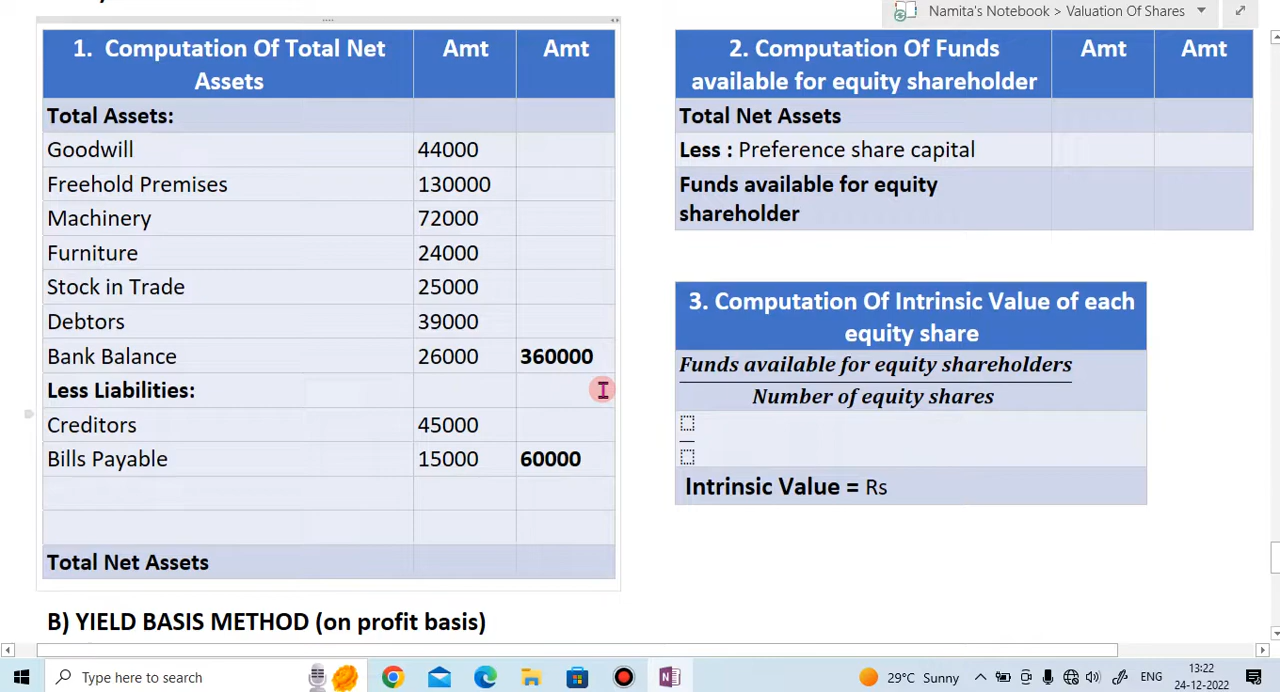 Namita's Notebook > Valuation Of Shares
1. Computation Of Total Net Assets Amt Amt
Total Assets:
Goodwill 44000
Freehold Premises 130000
Machinery 72000
Furniture 24000
Stock in Trade 25000
Debtors 39000
Bank Balance 26000 360000
Less Liabilities:
Creditors 45000
Bills Payable 15000 60000
Total Net Assets
2. Computation Of Funds available for equity shareholder Amt Amt
Total Net Assets
Less : Preference share capital
Funds available for equity
shareholder
3. Computation Of Intrinsic Value of each
equity share
Funds available for equity shareholders
Number of equity shares
Intrinsic Value = Rs
B) YIELD BASIS METHOD (on profit basis)
Type here to search
29°C Sunny
ENG
13:22
24-12-2022